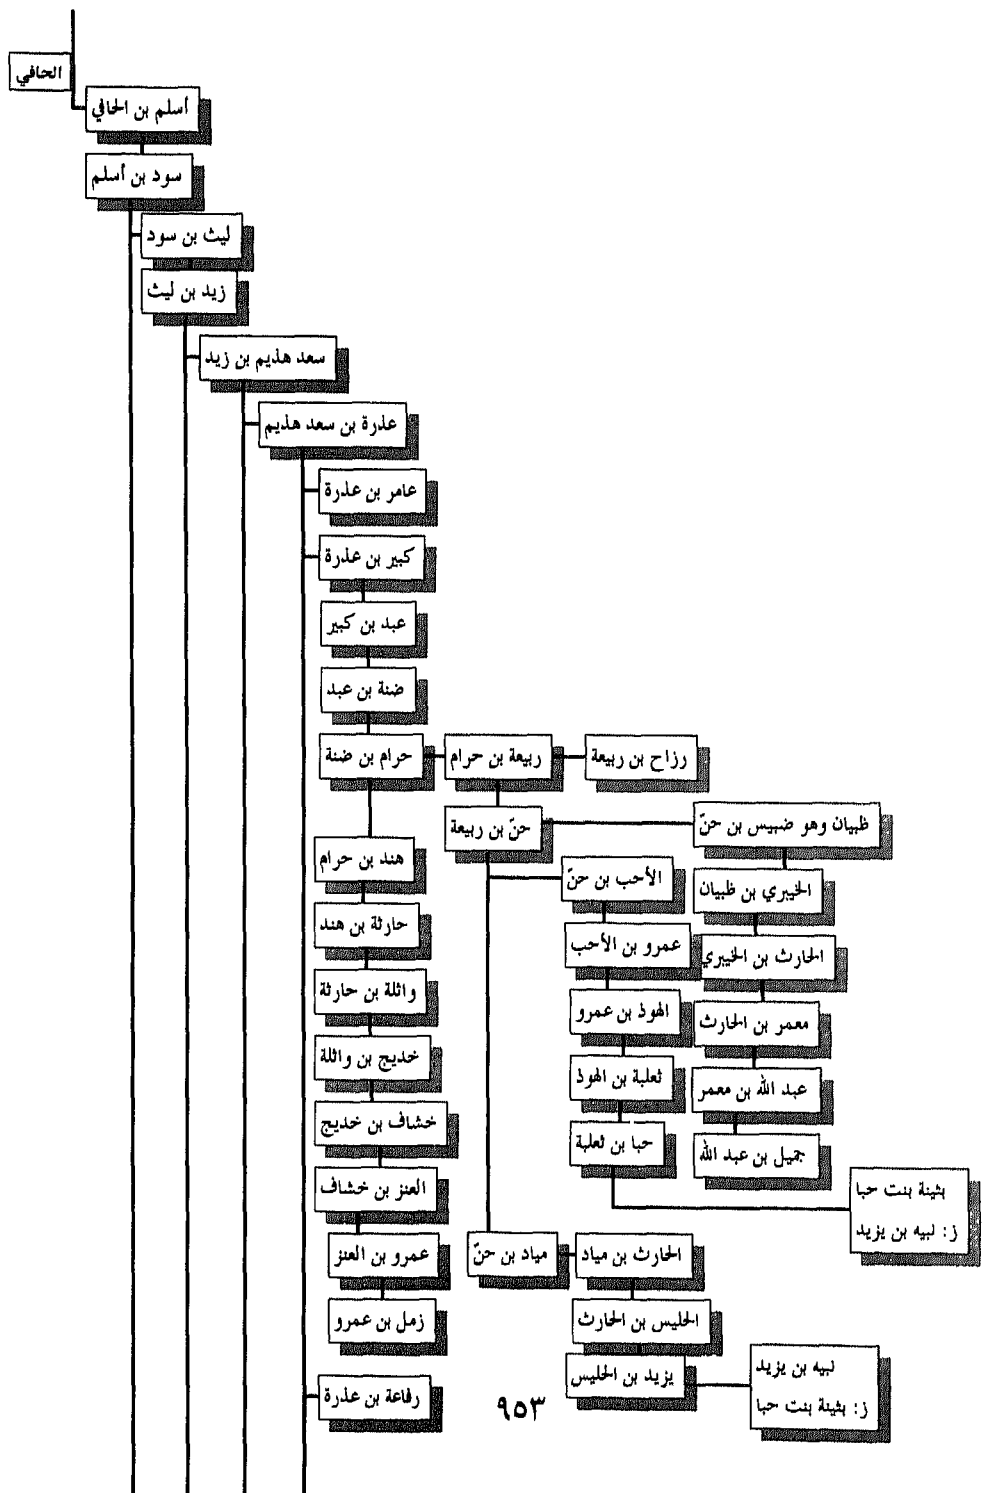 الحافي
أسلم بن الحافي
سود بن أسلم
ليث بن سود
زيد بن ليث
سعد هذيم بن زيد
عذرة بن سعد هذيم
عامر بن عذرة
كبير بن عذرة
عبد بن كبير
ضنة بن عبد
حرام بن ضنة
ربيعة بن حرام
رزاح بن ربيعة
حنّ بن ربيعة
ظبيان وهو ضبيس بن حنّ
هند بن حرام
الأحب بن حنّ
الخيبري بن ظبيان
حارثة بن هند
عمرو بن الأحب
الحارث بن الخيبري
واثلة بن حارثة
الهوذ بن عمرو
معمر بن الحارث
خديج بن واثلة
ثعلبة بن الهوذ
عبد الله بن معمر
خشاف بن خديج
حبا بن ثعلبة
جميل بن عبد الله
العنز بن خشاف
بثينة بنت حبا
ز: نبيه بن يزيد
عمرو بن العنز
مياد بن حنّ
الحارث بن مياد
زمل بن عمرو
الحليس بن الحارث
يزيد بن الحليس
نبيه بن يزيد
ز: بثينة بنت حبا
رفاعة بن عذرة
٩٥٣